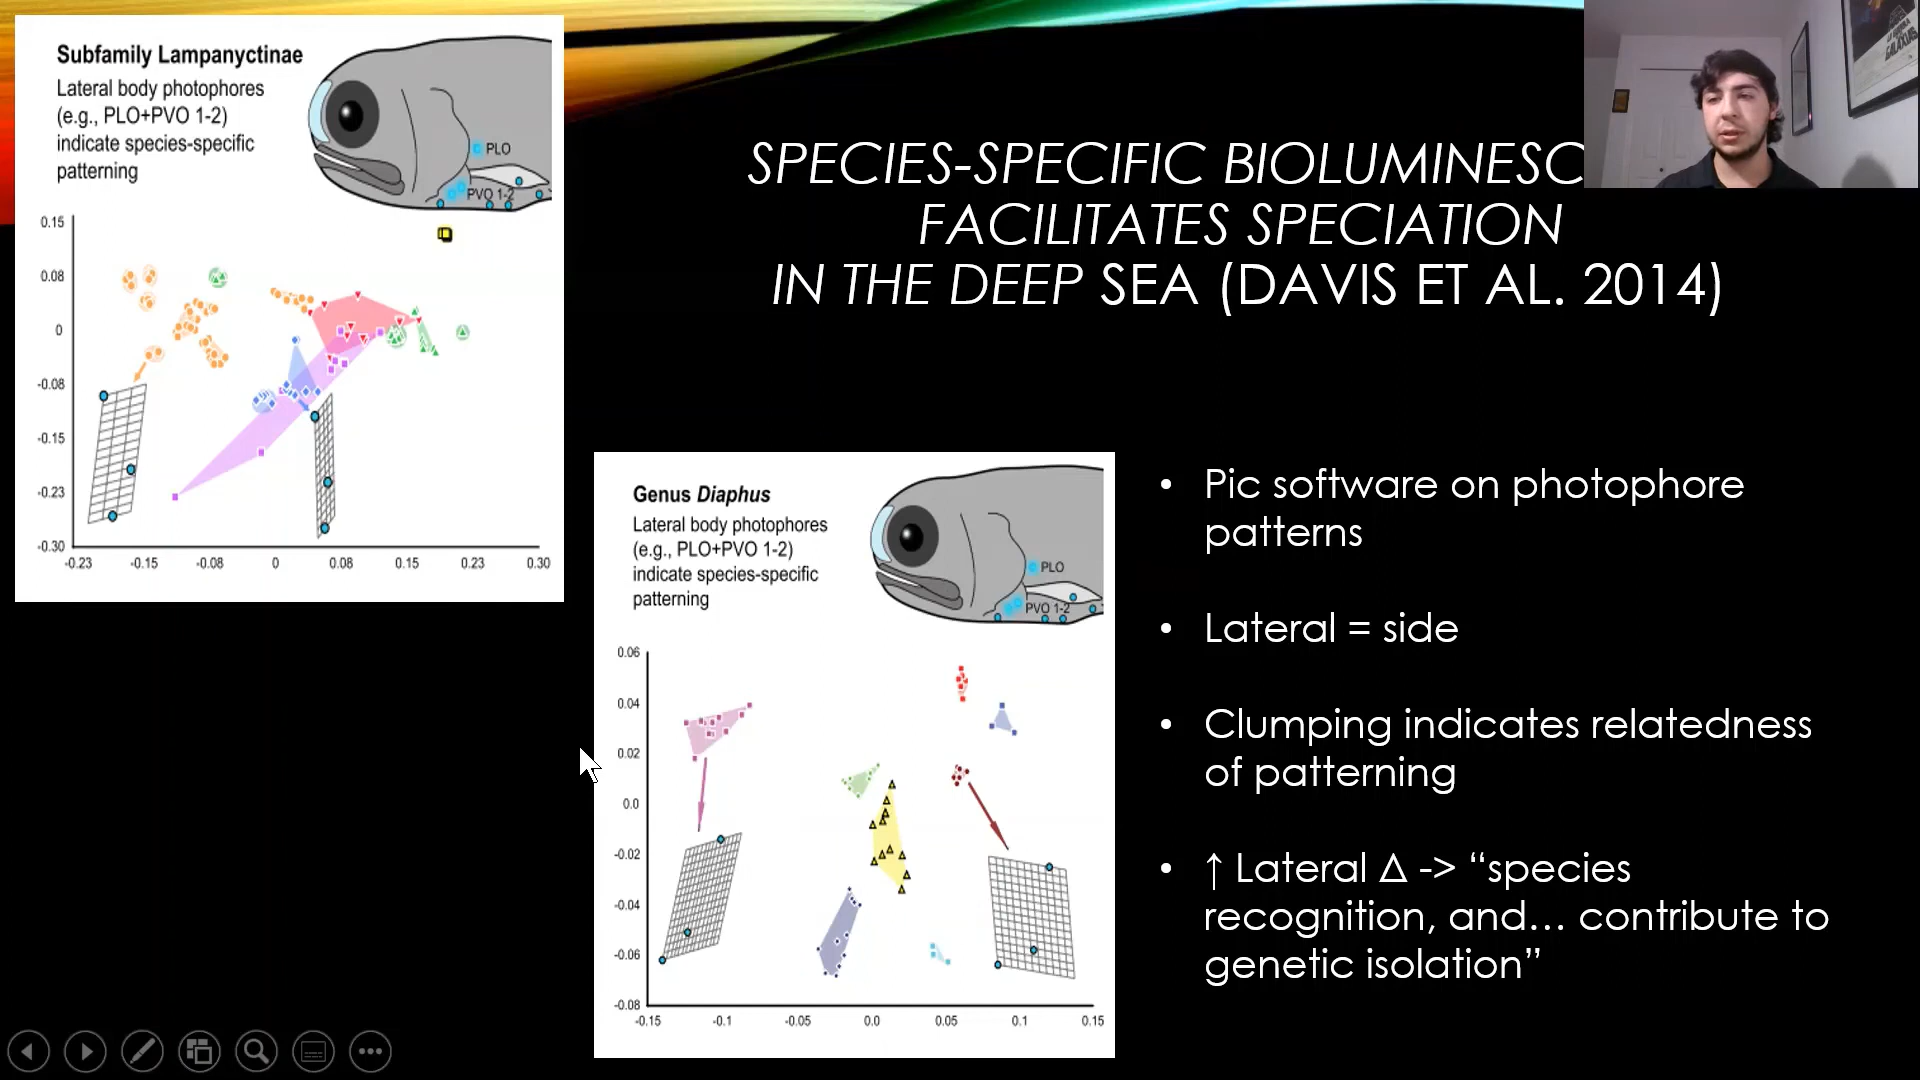 Subfamily Lampanyctinae
Lateral body photophores
(e.g., PLO+PVO 1-2)
indicate species-specific
patterning
PLO
PVO 1-2
0.15
0.08
0
-0.08
-0.15
-0.23
-0.30
-0.23
-0.15
-0.08
0
0.08
0.15
0.23
0.30
SPECIES-SPECIFIC BIOLUMINESC
FACILITATES SPECIATION
IN THE DEEP SEA (DAVIS ET AL. 2014)
Genus Diaphus
Lateral body photophores
(e.g., PLO+PVO 1-2)
indicate species-specific
patterning
PLO
PVO 1-2
0.06
0.04
0.02
0.0
-0.02
-0.04
-0.06
-0.08
-0.15
-0.1
-0.05
0.0
0.05
0.1
0.15
• Pic software on photophore
patterns
• Lateral = side
• Clumping indicates relatedness
of patterning
• ↑ Lateral Δ -> “species
recognition, and… contribute to
genetic isolation”